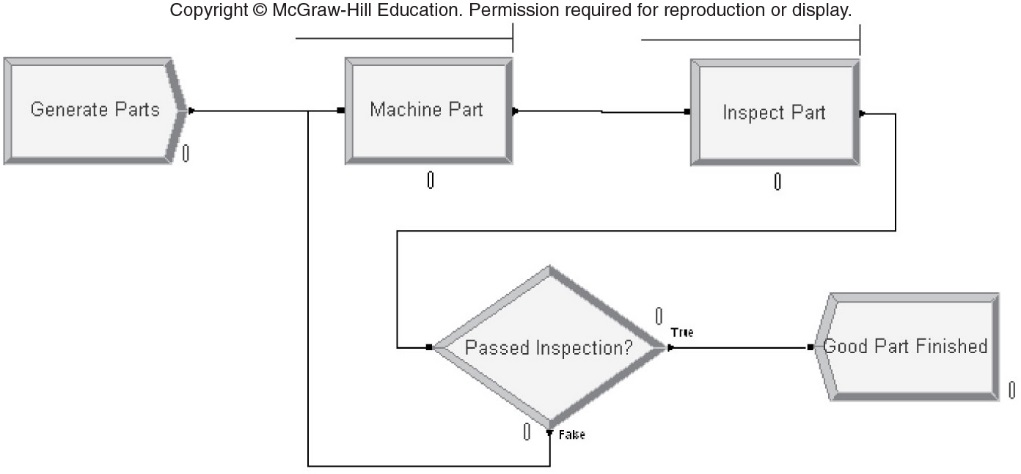 Copyright © McGraw-Hill Education. Permission required for reproduction or display.
Generate Parts
0
Machine Part
0
Inspect Part
0
Passed Inspection?
0
True
0
False
Good Part Finished
0